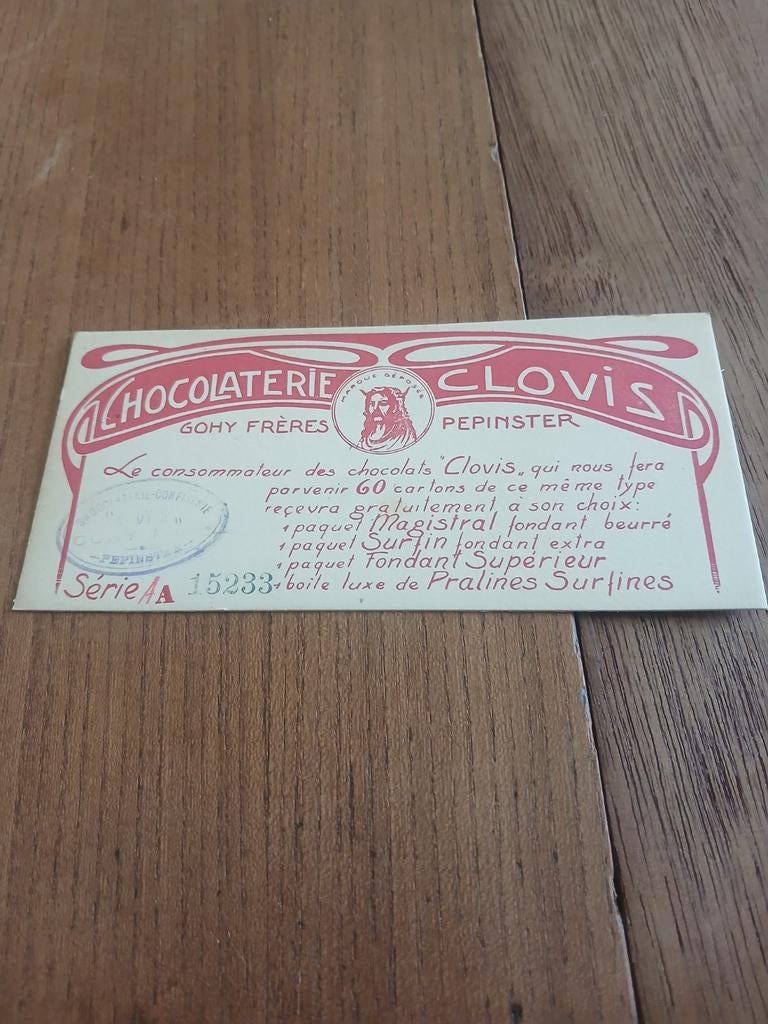 CHOCOLATERIE CLOVIS
MARQUE DÉPOSÉE
GOHY FRÈRES PEPINSTER
Le consommateur des chocolats "Clovis„ qui nous fera
parvenir 60 cartons de ce même type
recevra gratuitement à son choix:
1 paquet Magistral fondant beurré
1 paquet Surfin fondant extra
1 paquet Fondant Supérieur
1 boite luxe de Pralines Surfines
PEPINSTER
Série AA 15233